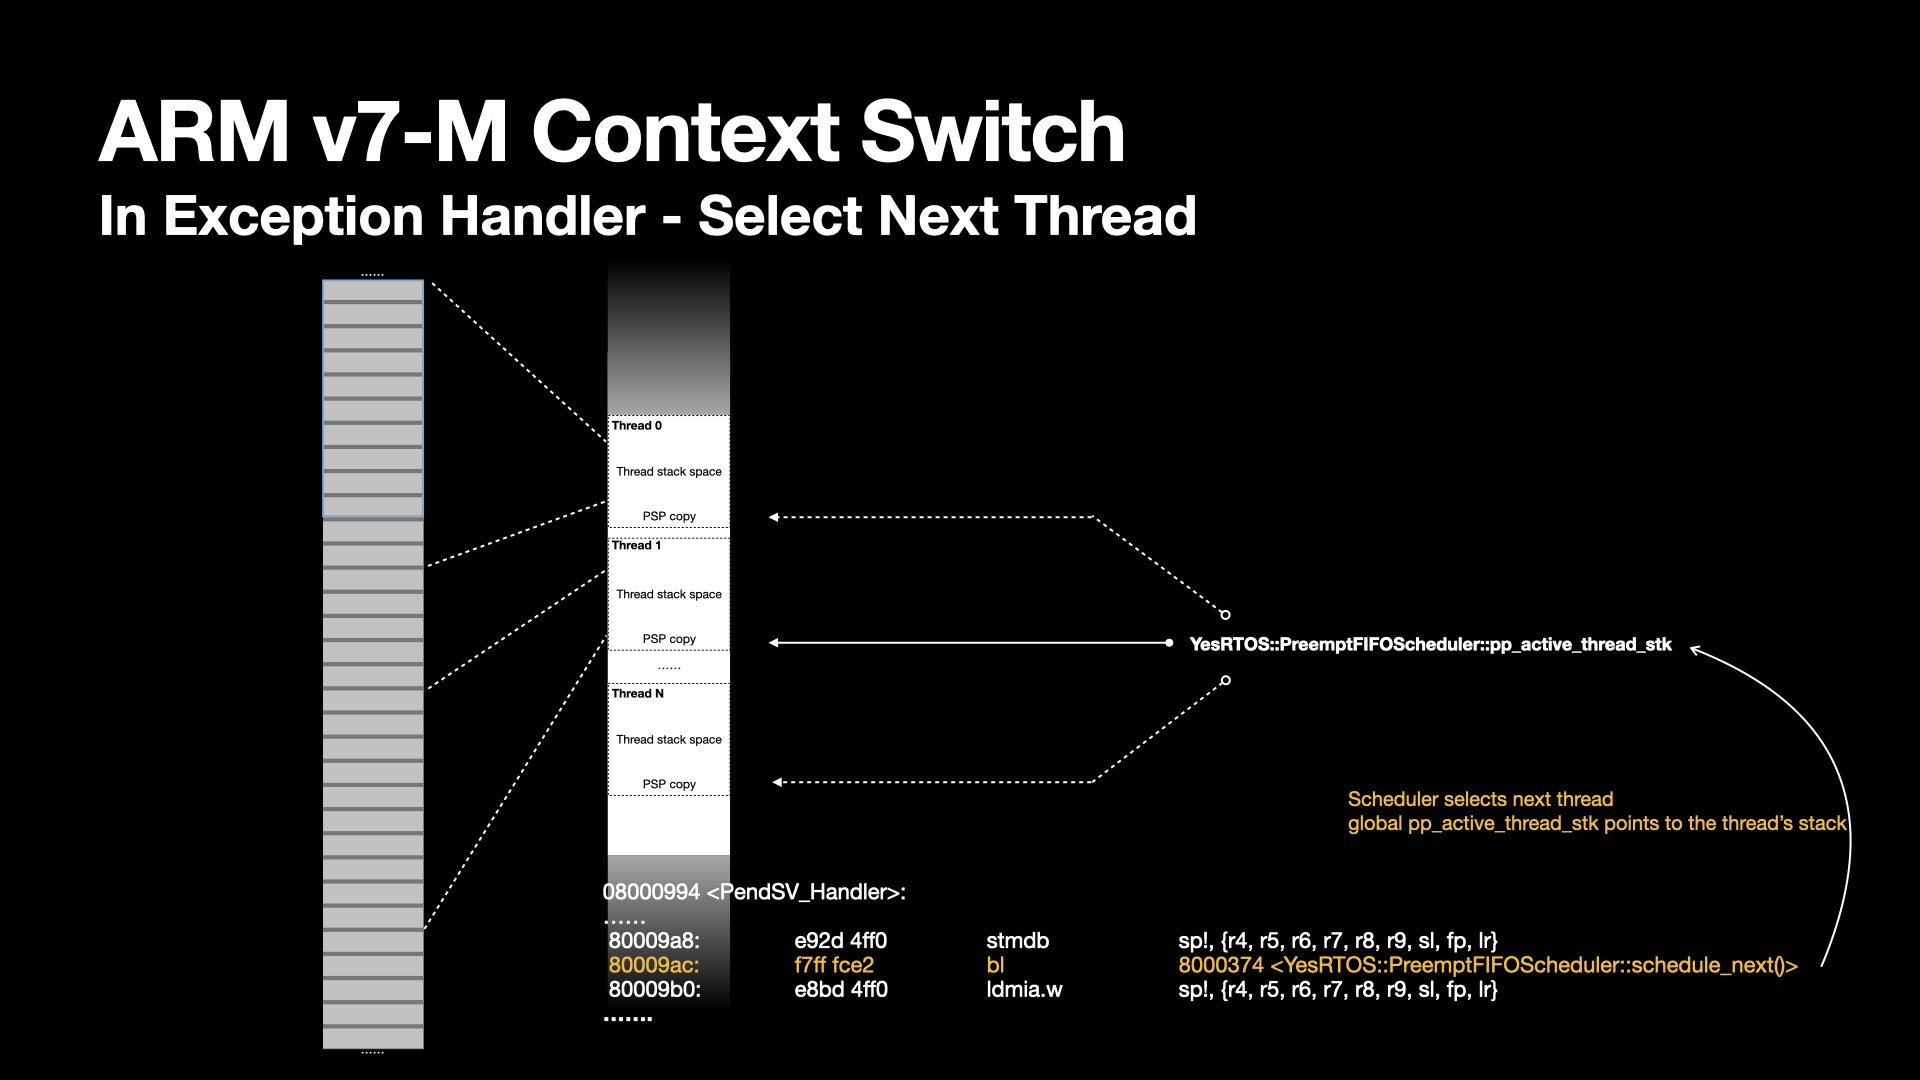 ARM v7-M Context Switch
In Exception Handler - Select Next Thread
......
Thread 0
Thread stack space
PSP copy
Thread 1
Thread stack space
PSP copy
......
Thread N
Thread stack space
PSP copy
YesRTOS::PreemptFIFOScheduler::pp_active_thread_stk
Scheduler selects next thread
global pp_active_thread_stk points to the thread’s stack
08000994 <PendSV_Handler>:
......
80009a8: e92d 4ff0 stmdb sp!, {r4, r5, r6, r7, r8, r9, sl, fp, lr}
80009ac: f7ff fce2 bl 8000374 <YesRTOS::PreemptFIFOScheduler::schedule_next()>
80009b0: e8bd 4ff0 ldmia.w sp!, {r4, r5, r6, r7, r8, r9, sl, fp, lr}
.......
......